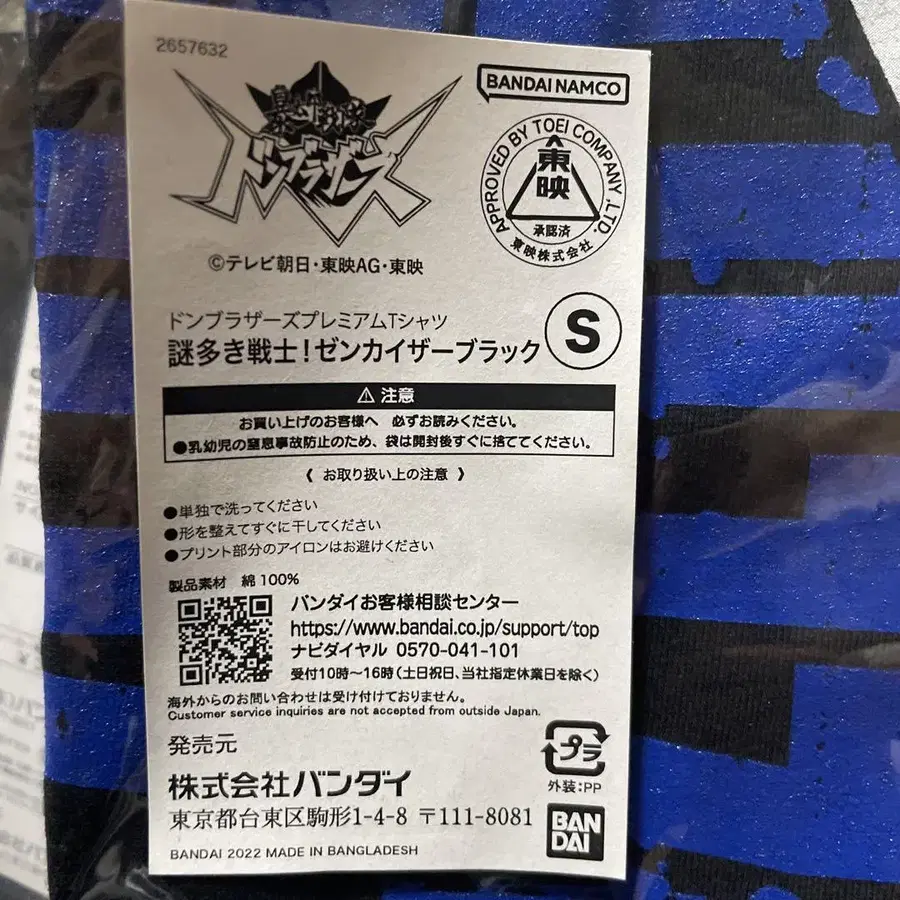 2657632
暴太郎戦隊
ドンブラザーズ
©テレビ朝日・東映AG・東映
BANDAI NAMCO
APPROVED BY TOEI COMPANY, LTD.
東映
承認済
東映株式会社
ドンブラザーズプレミアムTシャツ
謎多き戦士!ゼンカイザーブラック
S
⚠注意
お買い上げのお客様へ 必ずお読みください。
●乳幼児の窒息事故防止のため、袋は開封後すぐに捨ててください。
《 お取り扱い上の注意 》
●単独で洗ってください
●形を整えてすぐに干してください
●プリント部分のアイロンはお避けください
製品素材 綿100%
バンダイお客様相談センター
https://www.bandai.co.jp/support/top
ナビダイヤル 0570-041-101
受付10時〜16時(土日祝日、当社指定休業日を除く)
海外からのお問い合わせは受け付けておりません。
Customer service inquiries are not accepted from outside Japan.
発売元
株式会社バンダイ
東京都台東区駒形1-4-8 〒111-8081
BANDAI 2022 MADE IN BANGLADESH
プラ
外装:PP
BAN
DAI